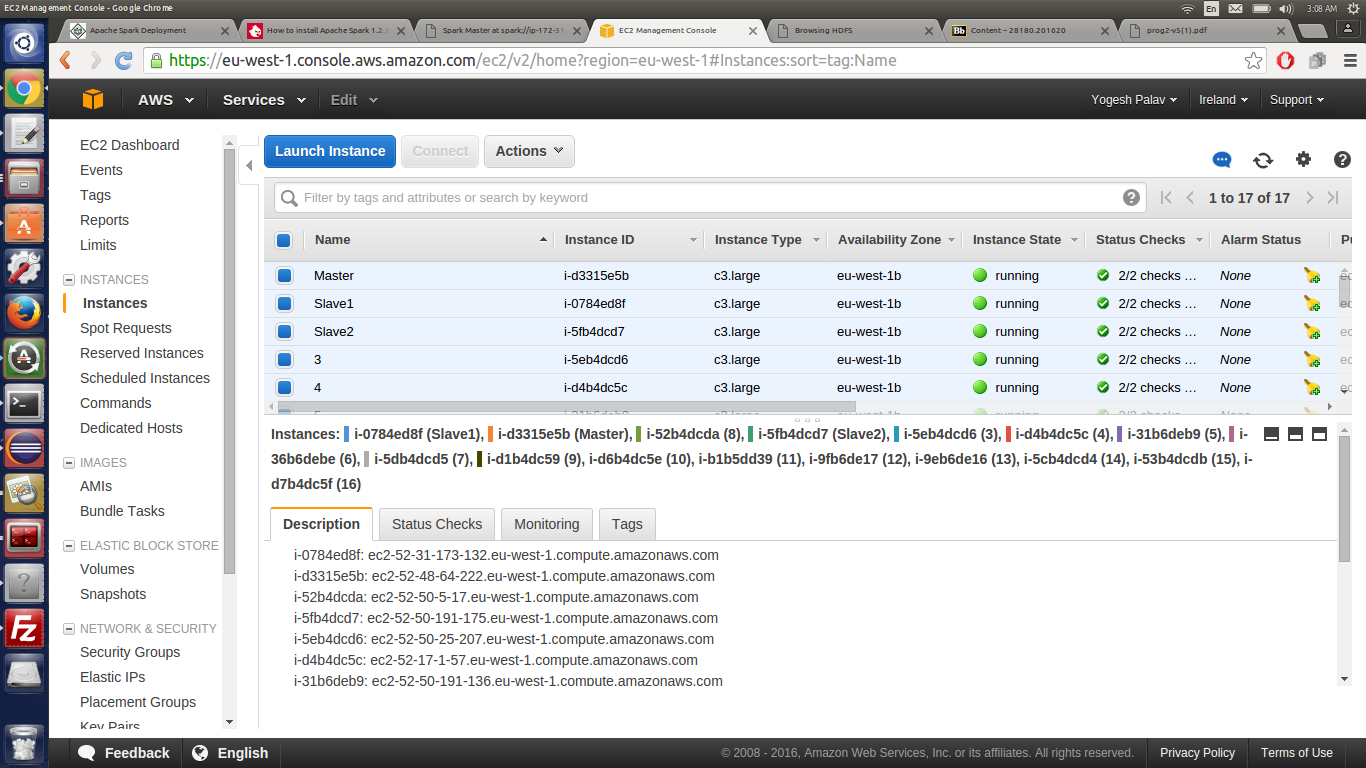 EC2 Management Console - Google Chrome
En 3:08 AM
Apache Spark Deployment
How to install Apache Spark 1.2.1
Spark Master at spark://ip-172-31
EC2 Management Console
Browsing HDFS
Bb Content – 28180.201620
prog2-v5(1).pdf
https://eu-west-1.console.aws.amazon.com/ec2/v2/home?region=eu-west-1#Instances:sort=tag:Name
AWS Services Edit Yogesh Palav Ireland Support
EC2 Dashboard
Events
Tags
Reports
Limits
INSTANCES
Instances
Spot Requests
Reserved Instances
Scheduled Instances
Commands
Dedicated Hosts
IMAGES
AMIs
Bundle Tasks
ELASTIC BLOCK STORE
Volumes
Snapshots
NETWORK & SECURITY
Security Groups
Elastic IPs
Placement Groups
Key Pairs
Launch Instance Connect Actions
Filter by tags and attributes or search by keyword
1 to 17 of 17
Name Instance ID Instance Type Availability Zone Instance State Status Checks Alarm Status
Master i-d3315e5b c3.large eu-west-1b running 2/2 checks ... None
Slave1 i-0784ed8f c3.large eu-west-1b running 2/2 checks ... None
Slave2 i-5fb4dcd7 c3.large eu-west-1b running 2/2 checks ... None
3 i-5eb4dcd6 c3.large eu-west-1b running 2/2 checks ... None
4 i-d4b4dc5c c3.large eu-west-1b running 2/2 checks ... None
Instances: i-0784ed8f (Slave1), i-d3315e5b (Master), i-52b4dcda (8), i-5fb4dcd7 (Slave2), i-5eb4dcd6 (3), i-d4b4dc5c (4), i-31b6deb9 (5), i-
36b6debe (6), i-5db4dcd5 (7), i-d1b4dc59 (9), i-d6b4dc5e (10), i-b1b5dd39 (11), i-9fb6de17 (12), i-9eb6de16 (13), i-5cb4dcd4 (14), i-53b4dcdb (15), i-
d7b4dc5f (16)
Description Status Checks Monitoring Tags
i-0784ed8f: ec2-52-31-173-132.eu-west-1.compute.amazonaws.com
i-d3315e5b: ec2-52-48-64-222.eu-west-1.compute.amazonaws.com
i-52b4dcda: ec2-52-50-5-17.eu-west-1.compute.amazonaws.com
i-5fb4dcd7: ec2-52-50-191-175.eu-west-1.compute.amazonaws.com
i-5eb4dcd6: ec2-52-50-25-207.eu-west-1.compute.amazonaws.com
i-d4b4dc5c: ec2-52-17-1-57.eu-west-1.compute.amazonaws.com
i-31b6deb9: ec2-52-50-191-136.eu-west-1.compute.amazonaws.com
Feedback English © 2008 - 2016, Amazon Web Services, Inc. or its affiliates. All rights reserved. Privacy Policy Terms of Use